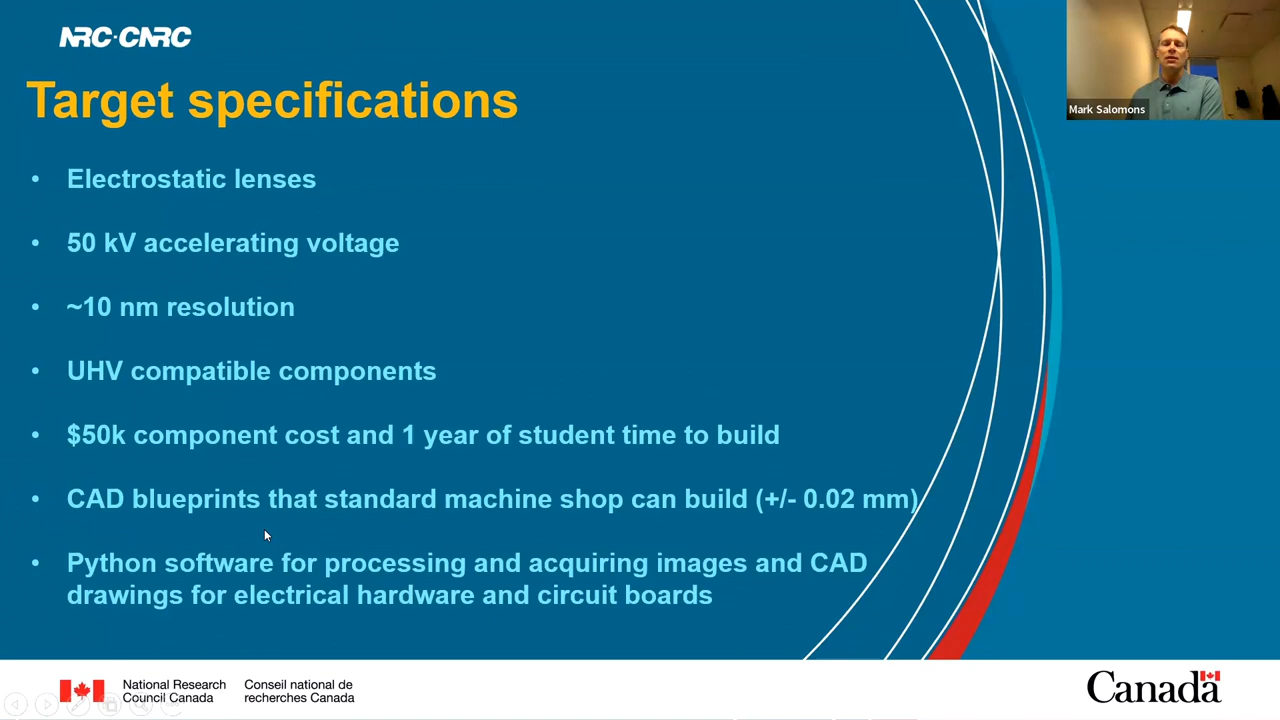 NRC·CNRC
Mark Salomons
Target specifications
• Electrostatic lenses
• 50 kV accelerating voltage
• ~10 nm resolution
• UHV compatible components
• $50k component cost and 1 year of student time to build
• CAD blueprints that standard machine shop can build (+/- 0.02 mm)
• Python software for processing and acquiring images and CAD
drawings for electrical hardware and circuit boards
National Research
Council Canada
Conseil national de
recherches Canada
Canada